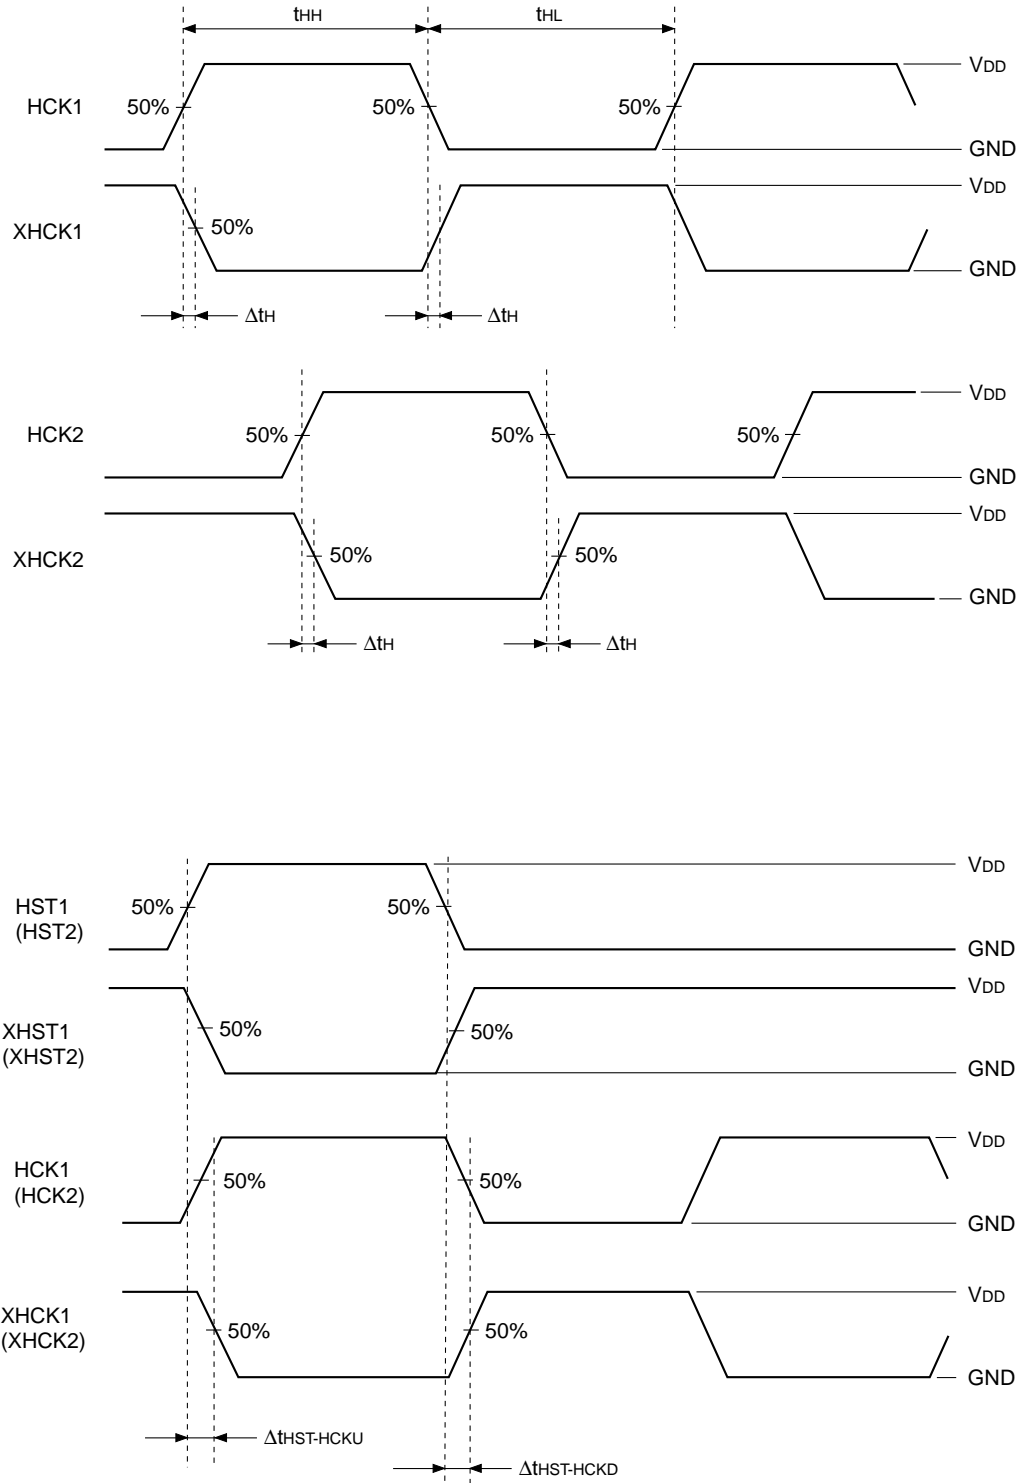 tHH
tHL
VDD
HCK1
50%
50%
50%
GND
VDD
XHCK1
50%
GND
ΔtH
ΔtH
VDD
HCK2
50%
50%
50%
GND
VDD
XHCK2
50%
50%
GND
ΔtH
ΔtH
VDD
HST1
(HST2)
50%
50%
GND
VDD
XHST1
(XHST2)
50%
50%
GND
VDD
HCK1
(HCK2)
50%
50%
GND
VDD
XHCK1
(XHCK2)
50%
50%
GND
ΔtHST-HCKU
ΔtHST-HCKD